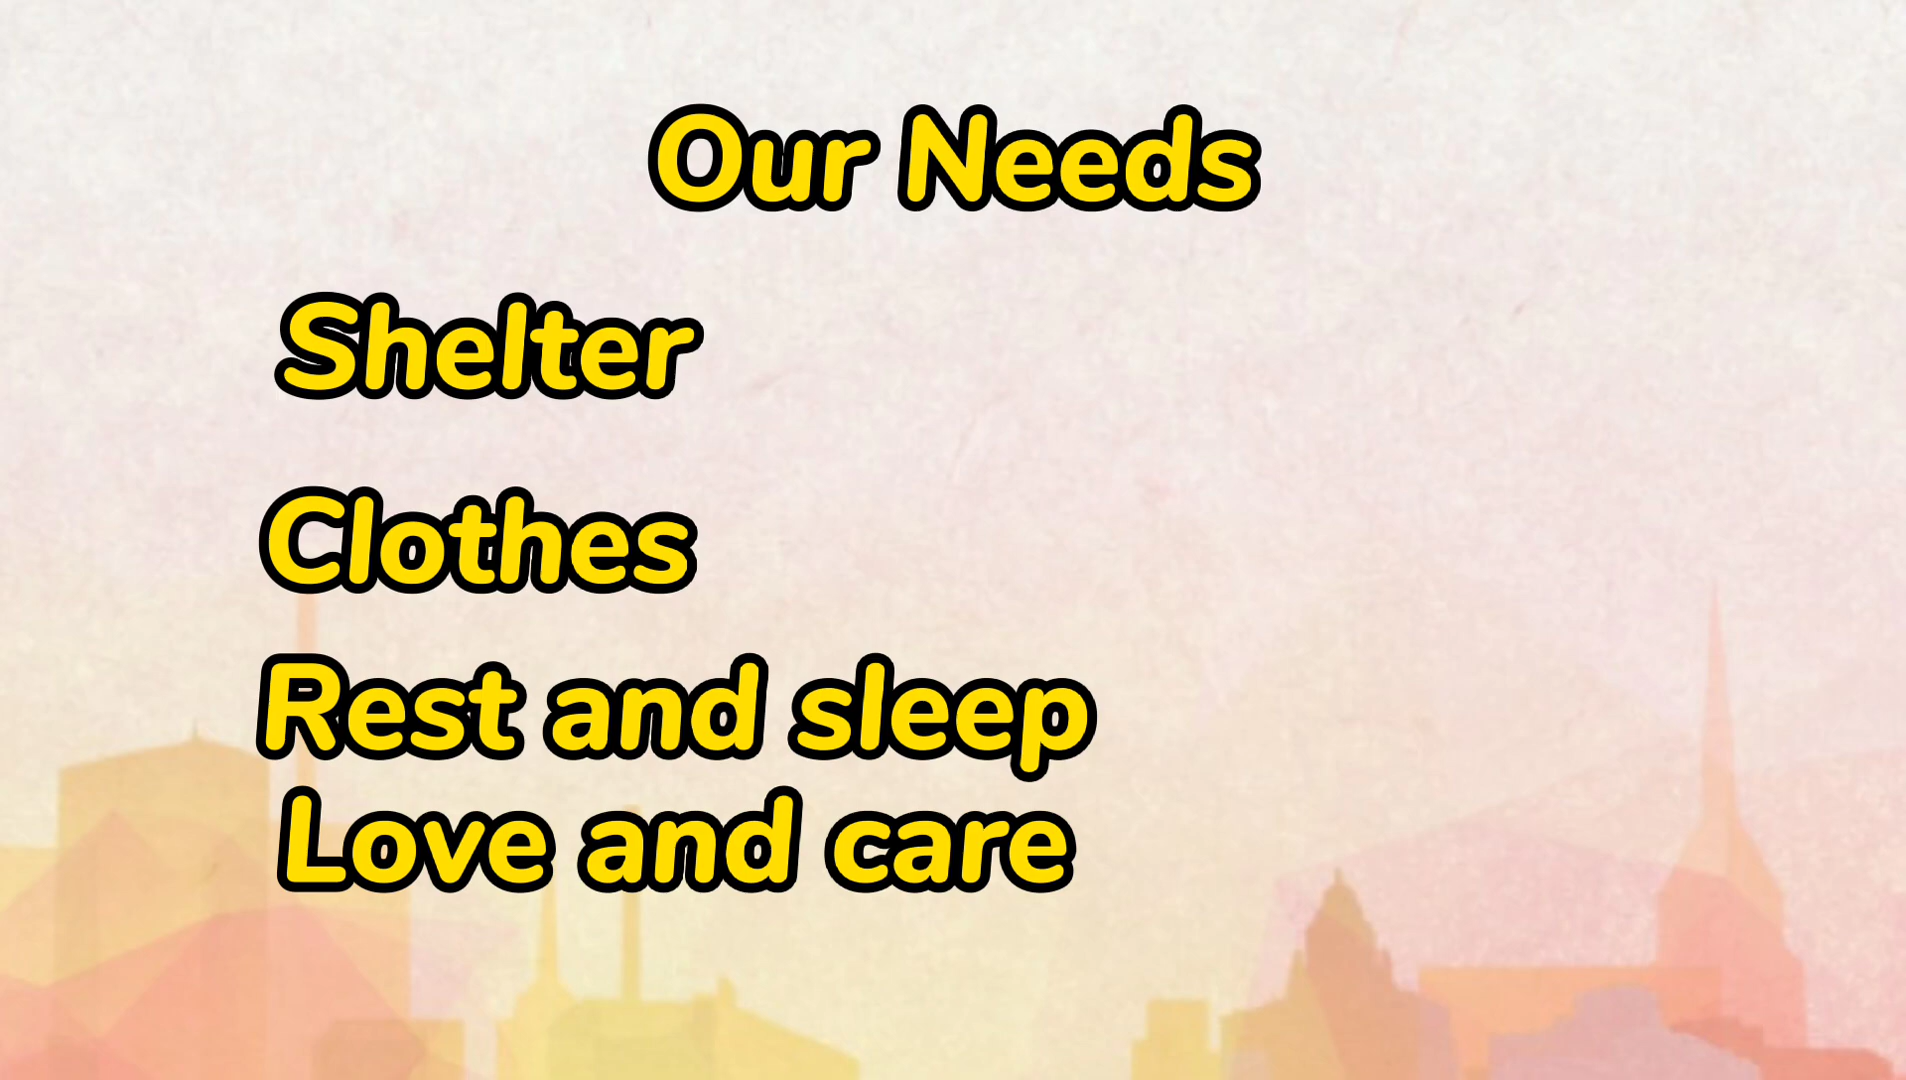 Our Needs
Shelter
Clothes
Rest and sleep
Love and care